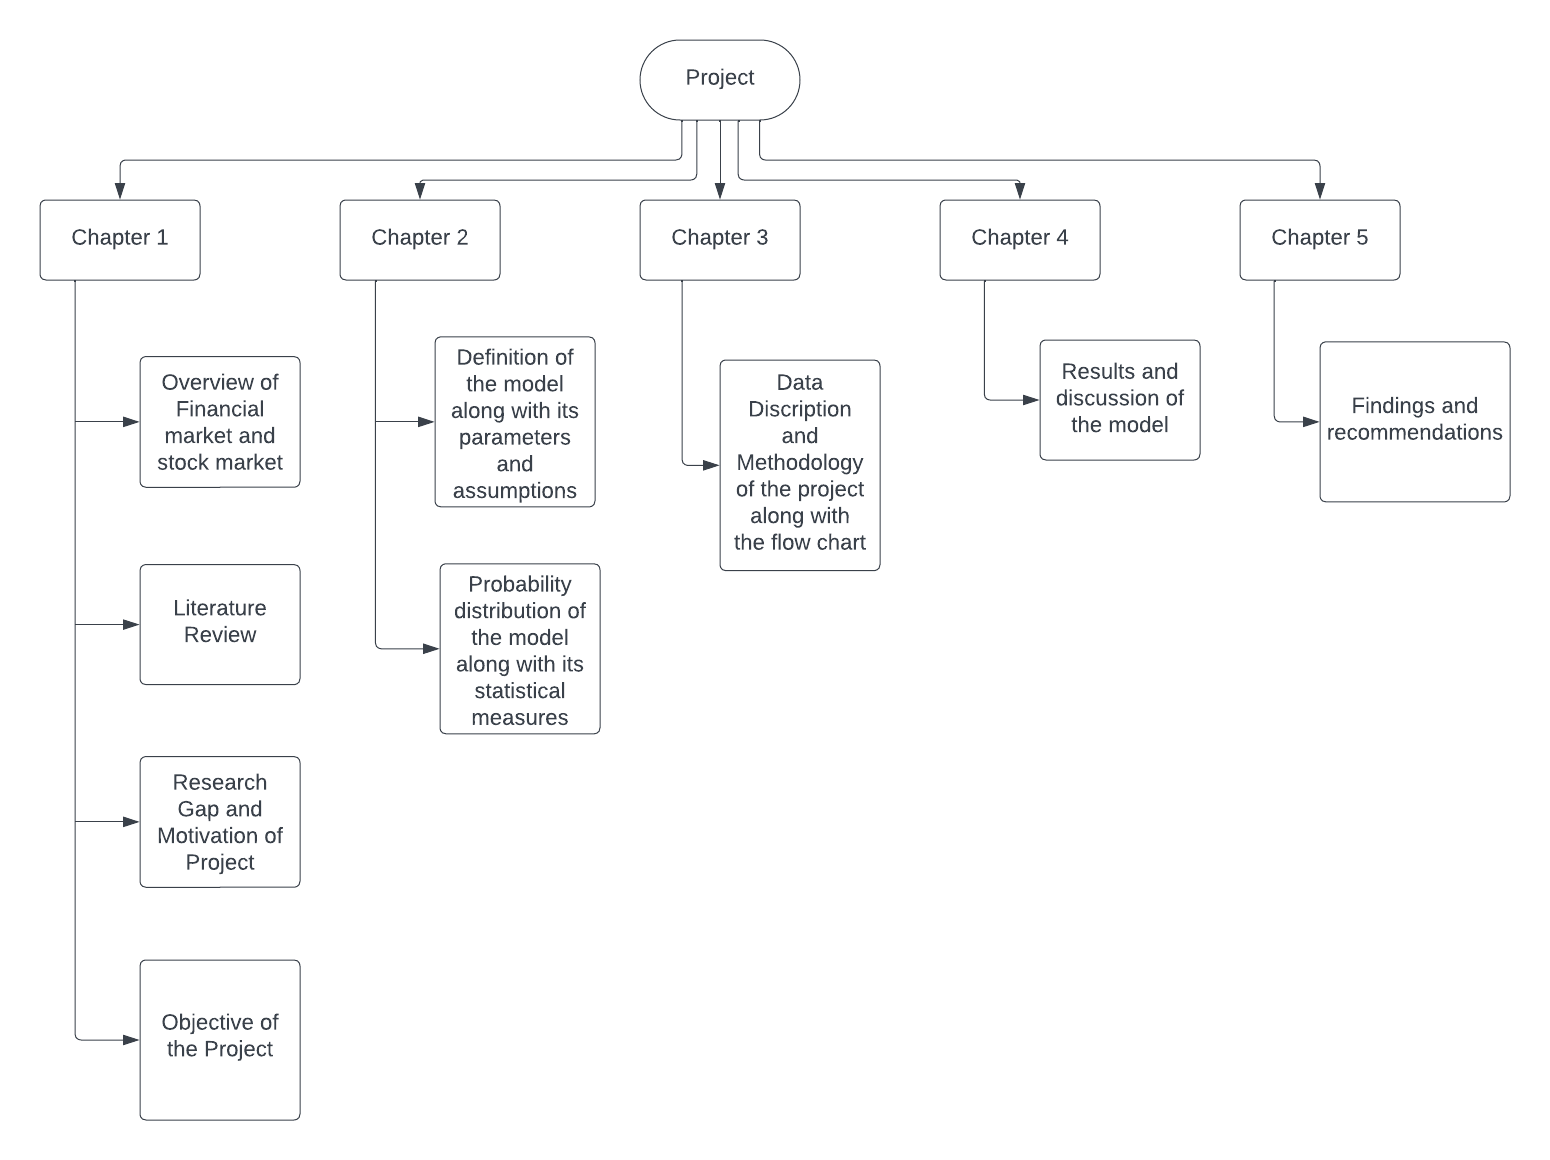 Project
Chapter 1
Chapter 2
Chapter 3
Chapter 4
Chapter 5
Overview of
Financial
market and
stock market
Literature
Review
Research
Gap and
Motivation of
Project
Objective of
the Project
Definition of
the model
along with its
parameters
and
assumptions
Probability
distribution of
the model
along with its
statistical
measures
Data
Discription
and
Methodology
of the project
along with
the flow chart
Results and
discussion of
the model
Findings and
recommendations